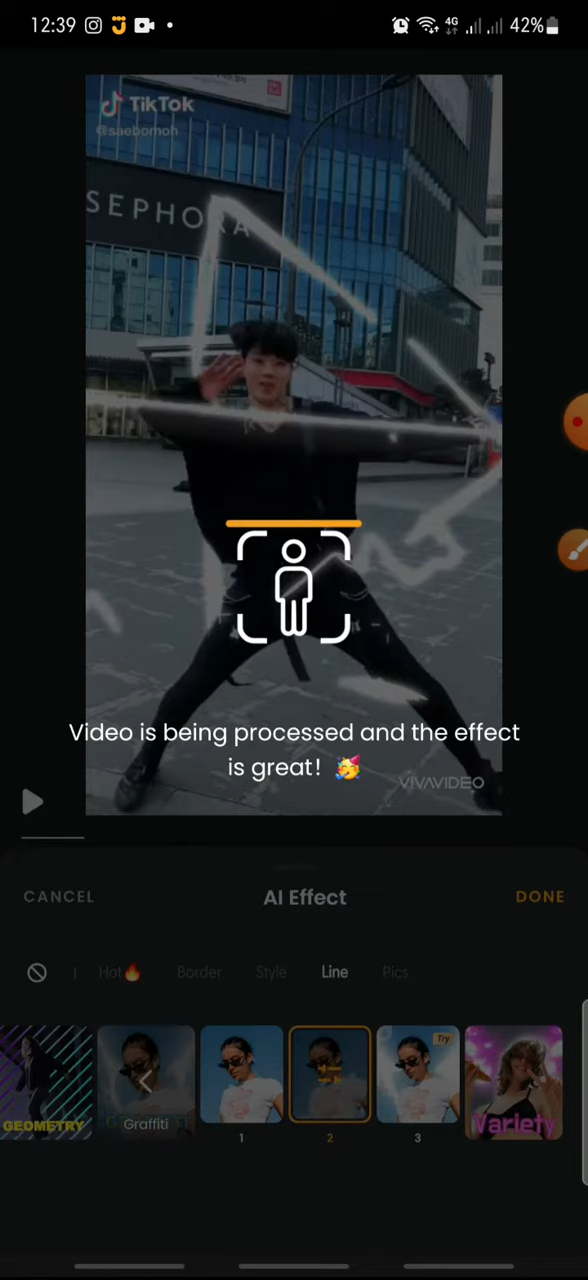 12:39
4G
42%
TikTok
@saebomoh
SEPHORA
Video is being processed and the effect
is great! 🥳
VIVAVIDEO
CANCEL
AI Effect
DONE
Hot🔥
Border
Style
Line
Pics
Try
GEOMETRY
Graffiti
Variety
1
2
3